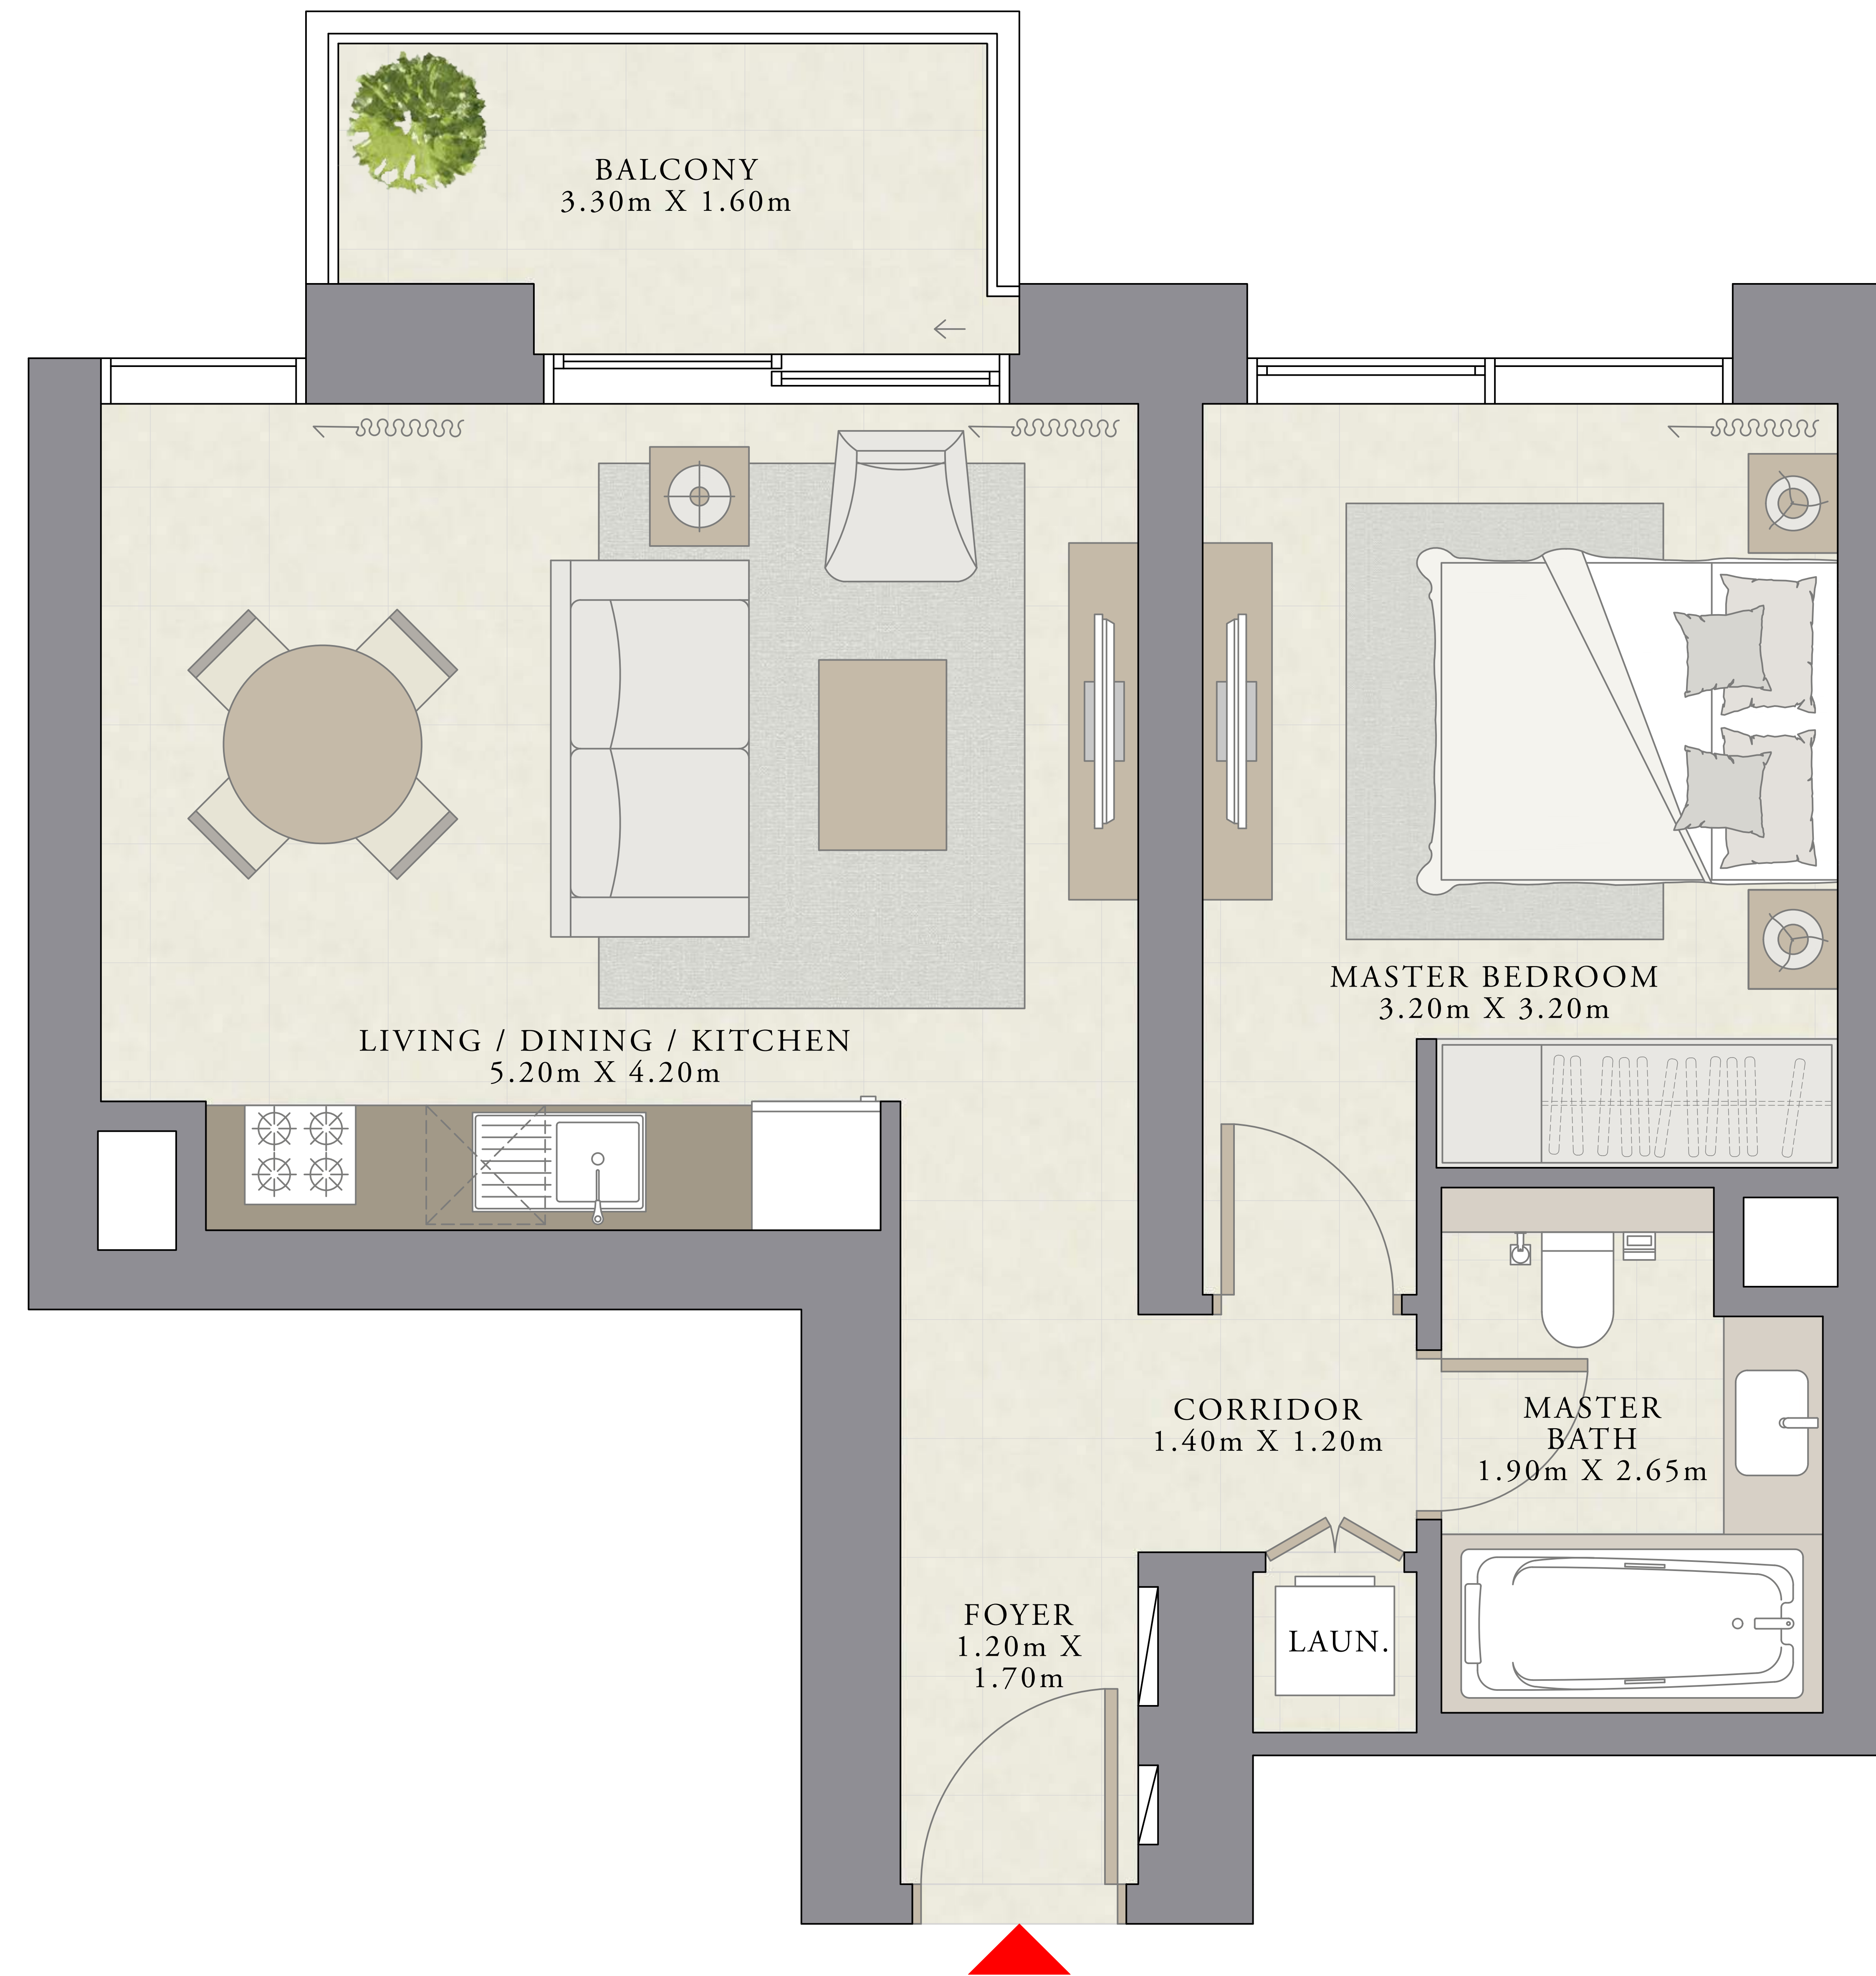 BALCONY
3.30m X 1.60m
MASTER BEDROOM
3.20m X 3.20m
LIVING / DINING / KITCHEN
5.20m X 4.20m
CORRIDOR
1.40m X 1.20m
MASTER
BATH
1.90m X 2.65m
FOYER
1.20m X
1.70m
LAUN.